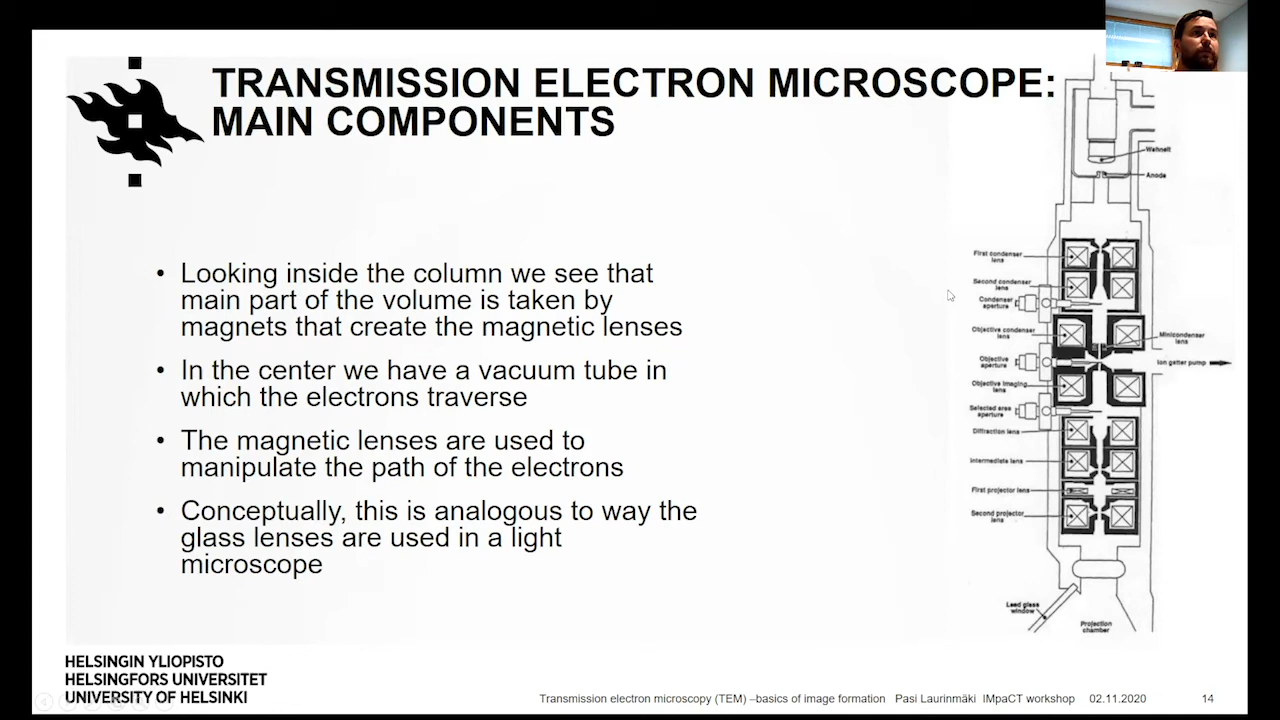 TRANSMISSION ELECTRON MICROSCOPE:
MAIN COMPONENTS
• Looking inside the column we see that
main part of the volume is taken by
magnets that create the magnetic lenses
• In the center we have a vacuum tube in
which the electrons traverse
• The magnetic lenses are used to
manipulate the path of the electrons
• Conceptually, this is analogous to way the
glass lenses are used in a light
microscope
Wehnelt
Anode
First condenser
lens
Second condenser
lens
Condenser
aperture
Objective condenser
lens
Minicondenser
lens
Objective
aperture
Ion getter pump
Objective imaging
lens
Selected area
aperture
Diffraction lens
Intermediate lens
First projector lens
Second projector
lens
Lead glass
window
Projection
chamber
HELSINGIN YLIOPISTO
HELSINGFORS UNIVERSITET
UNIVERSITY OF HELSINKI
Transmission electron microscopy (TEM) –basics of image formation Pasi Laurinmäki IMpaCT workshop 02.11.2020 14